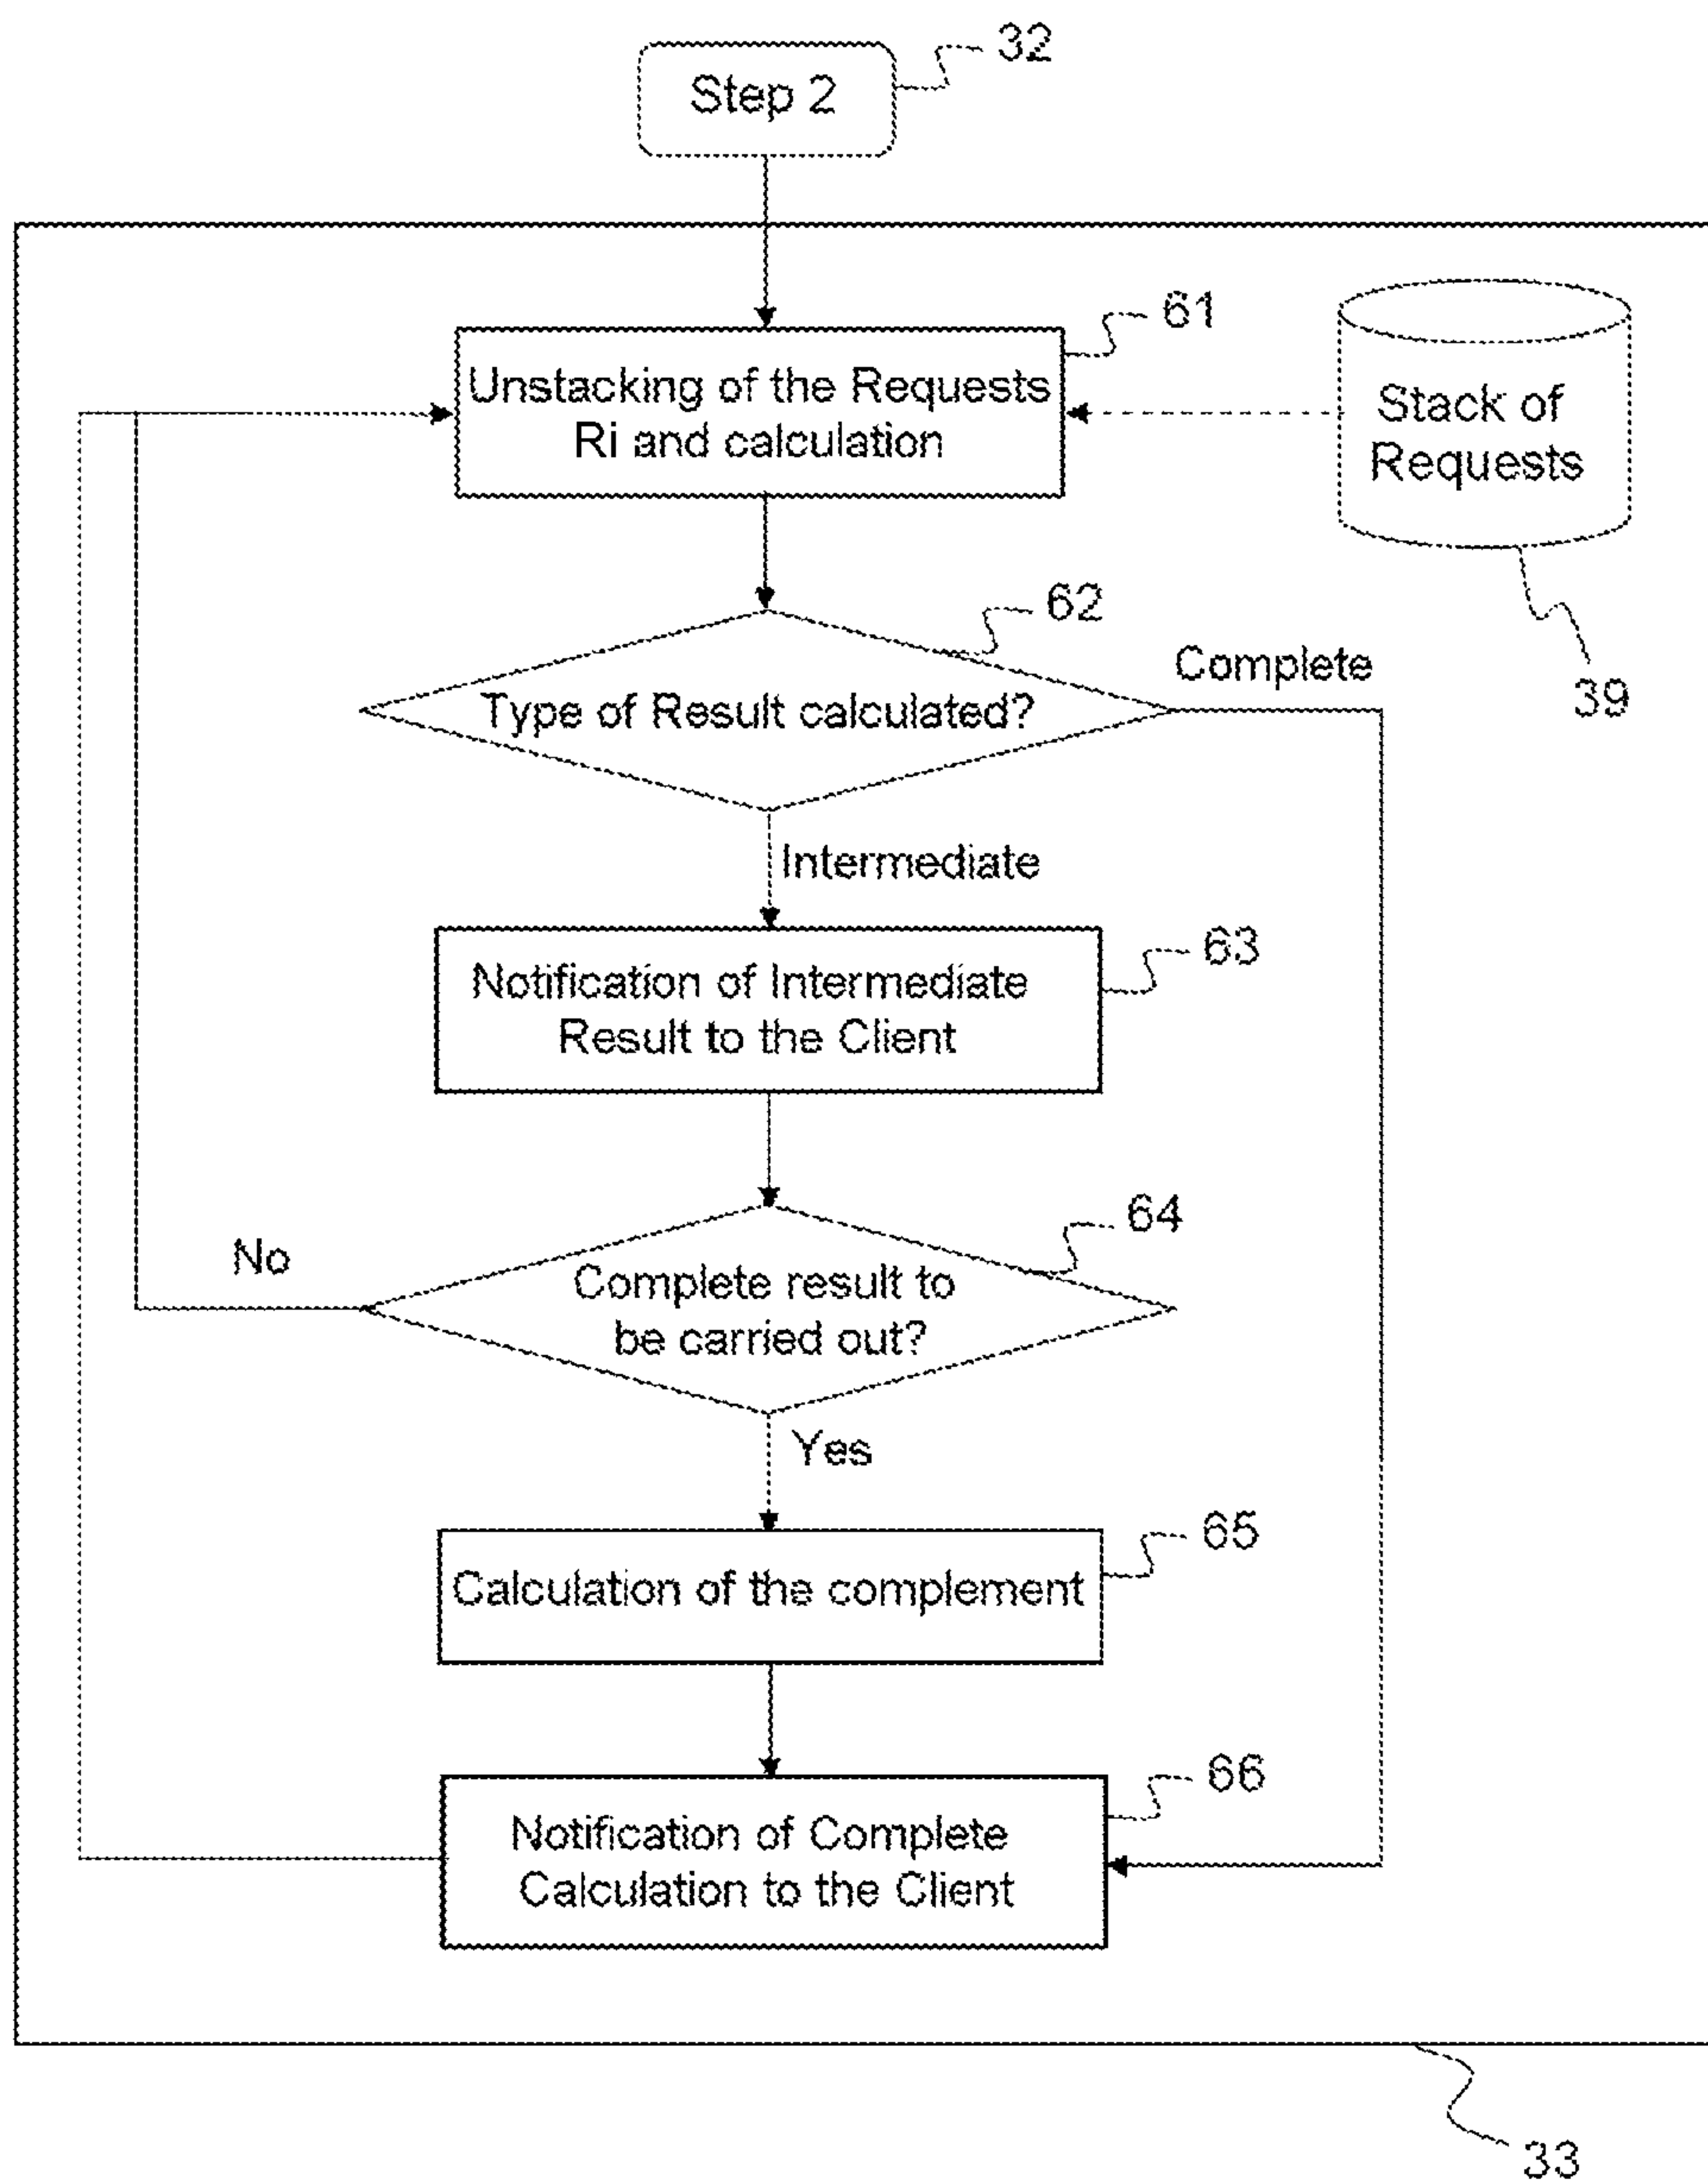 32
Step 2
61
Unstacking of the Requests
Ri and calculation
Stack of
Requests
39
62
Type of Result calculated?
Complete
Intermediate
63
Notification of Intermediate
Result to the Client
64
No
Complete result to
be carried out?
Yes
65
Calculation of the complement
66
Notification of Complete
Calculation to the Client
33